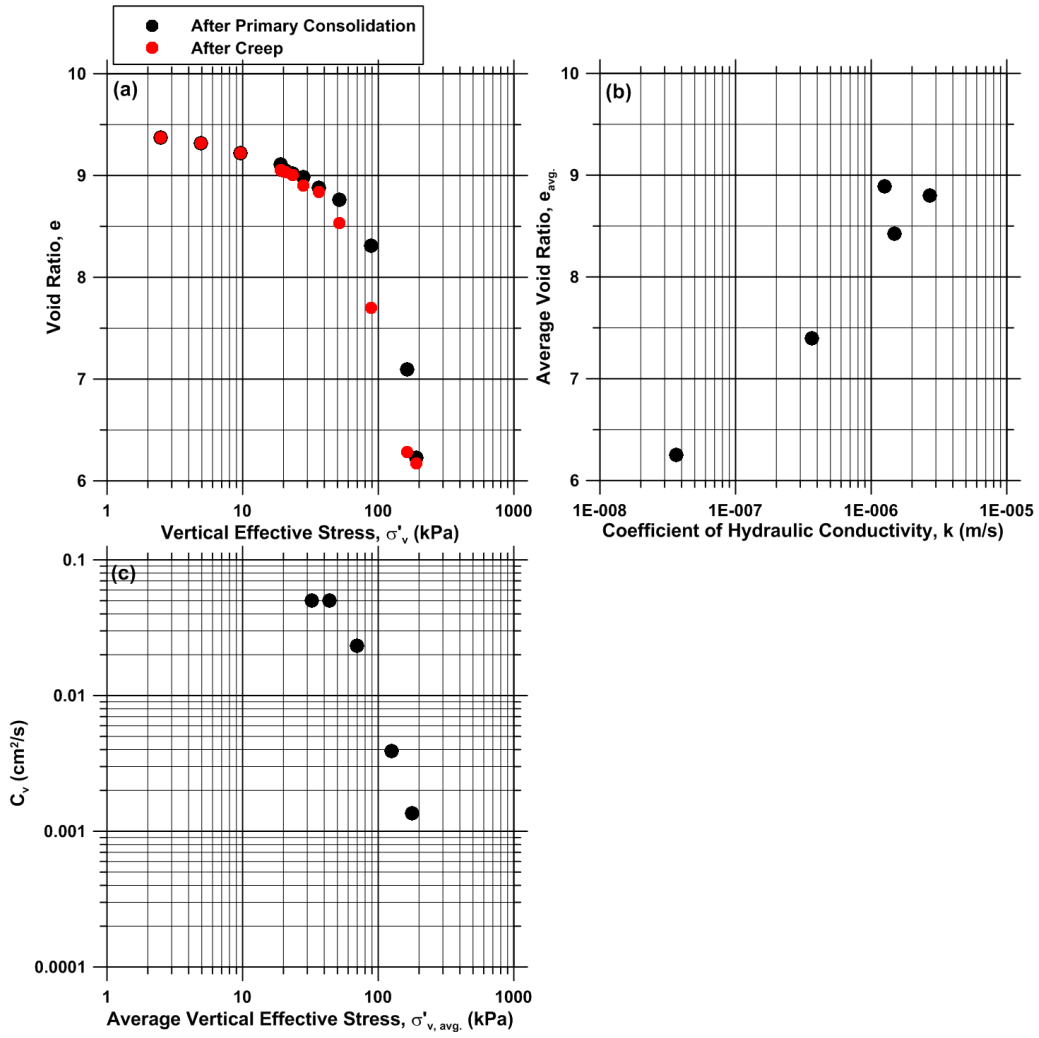 After Primary Consolidation
After Creep
(a)
10
9
8
7
6
Void Ratio, e
1 10 100 1000
Vertical Effective Stress, σ'v (kPa)
(b)
10
9
8
7
6
Average Void Ratio, eavg.
1E-008 1E-007 1E-006 1E-005
Coefficient of Hydraulic Conductivity, k (m/s)
(c)
0.1
0.01
0.001
0.0001
Cv (cm²/s)
1 10 100 1000
Average Vertical Effective Stress, σ'v, avg. (kPa)